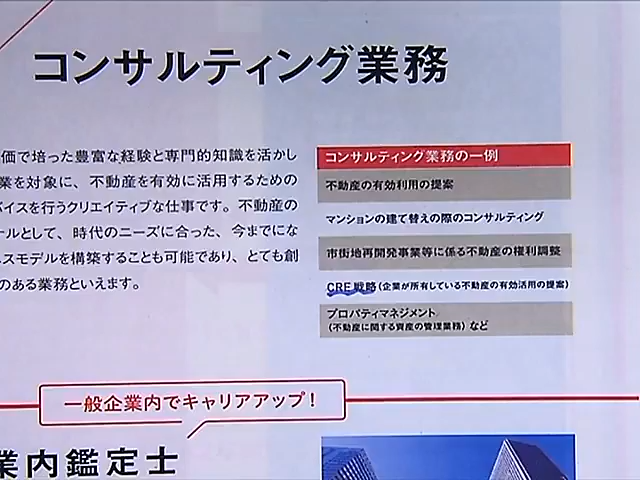 コンサルティング業務
価で培った豊富な経験と専門的知識を活かし
業を対象に、不動産を有効に活用するための
バイスを行うクリエイティブな仕事です。不動産の
ナルとして、時代のニーズに合った、今までにな
スモデルを構築することも可能であり、とても創
のある業務といえます。
コンサルティング業務の一例
不動産の有効利用の提案
マンションの建て替えの際のコンサルティング
市街地再開発事業等に係る不動産の権利調整
CRE戦略(企業が所有している不動産の有効活用の提案)
プロパティマネジメント
(不動産に関する資産の管理業務)など
一般企業内でキャリアアップ!
業内鑑定士